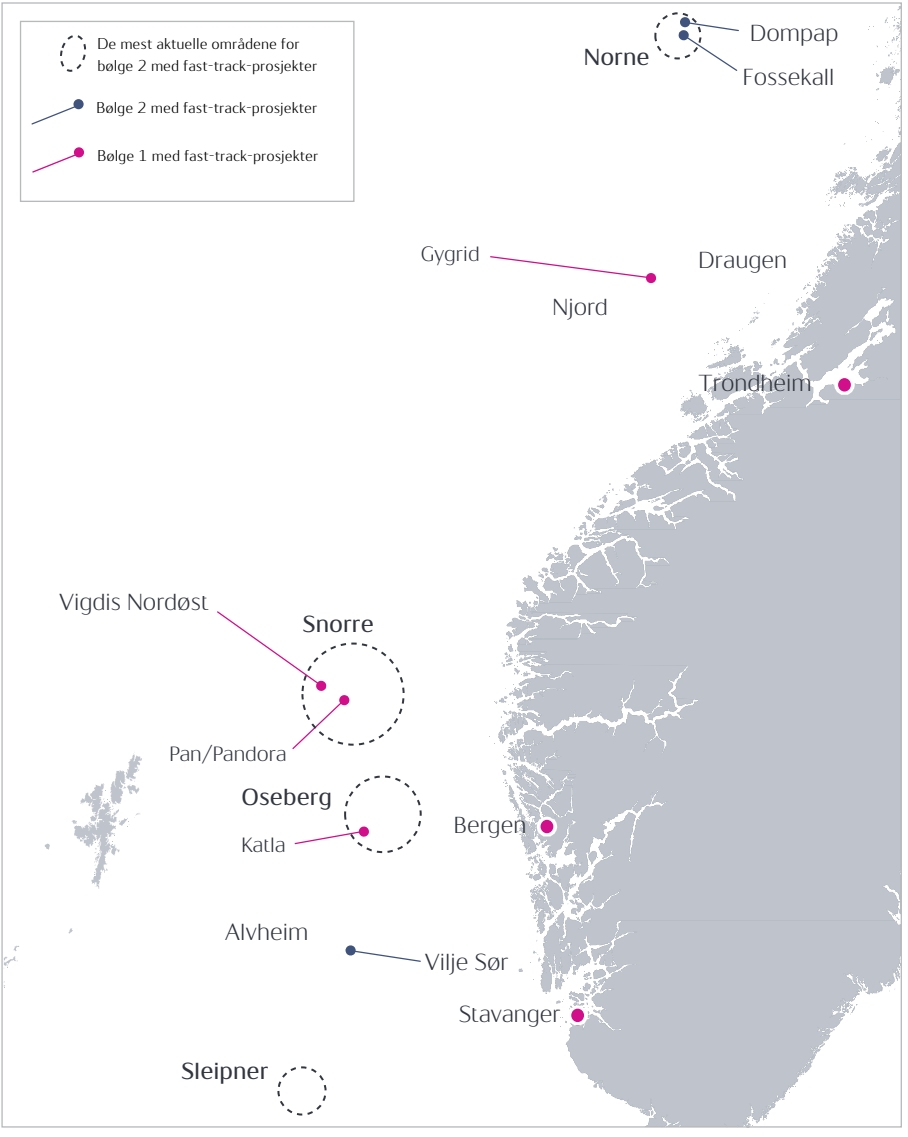 De mest aktuelle områdene for
bølge 2 med fast-track-prosjekter
Bølge 2 med fast-track-prosjekter
Bølge 1 med fast-track-prosjekter
Dompap
Norne
Fossekall
Gygrid
Draugen
Njord
Trondheim
Vigdis Nordøst
Snorre
Pan/Pandora
Oseberg
Katla
Bergen
Alvheim
Vilje Sør
Stavanger
Sleipner